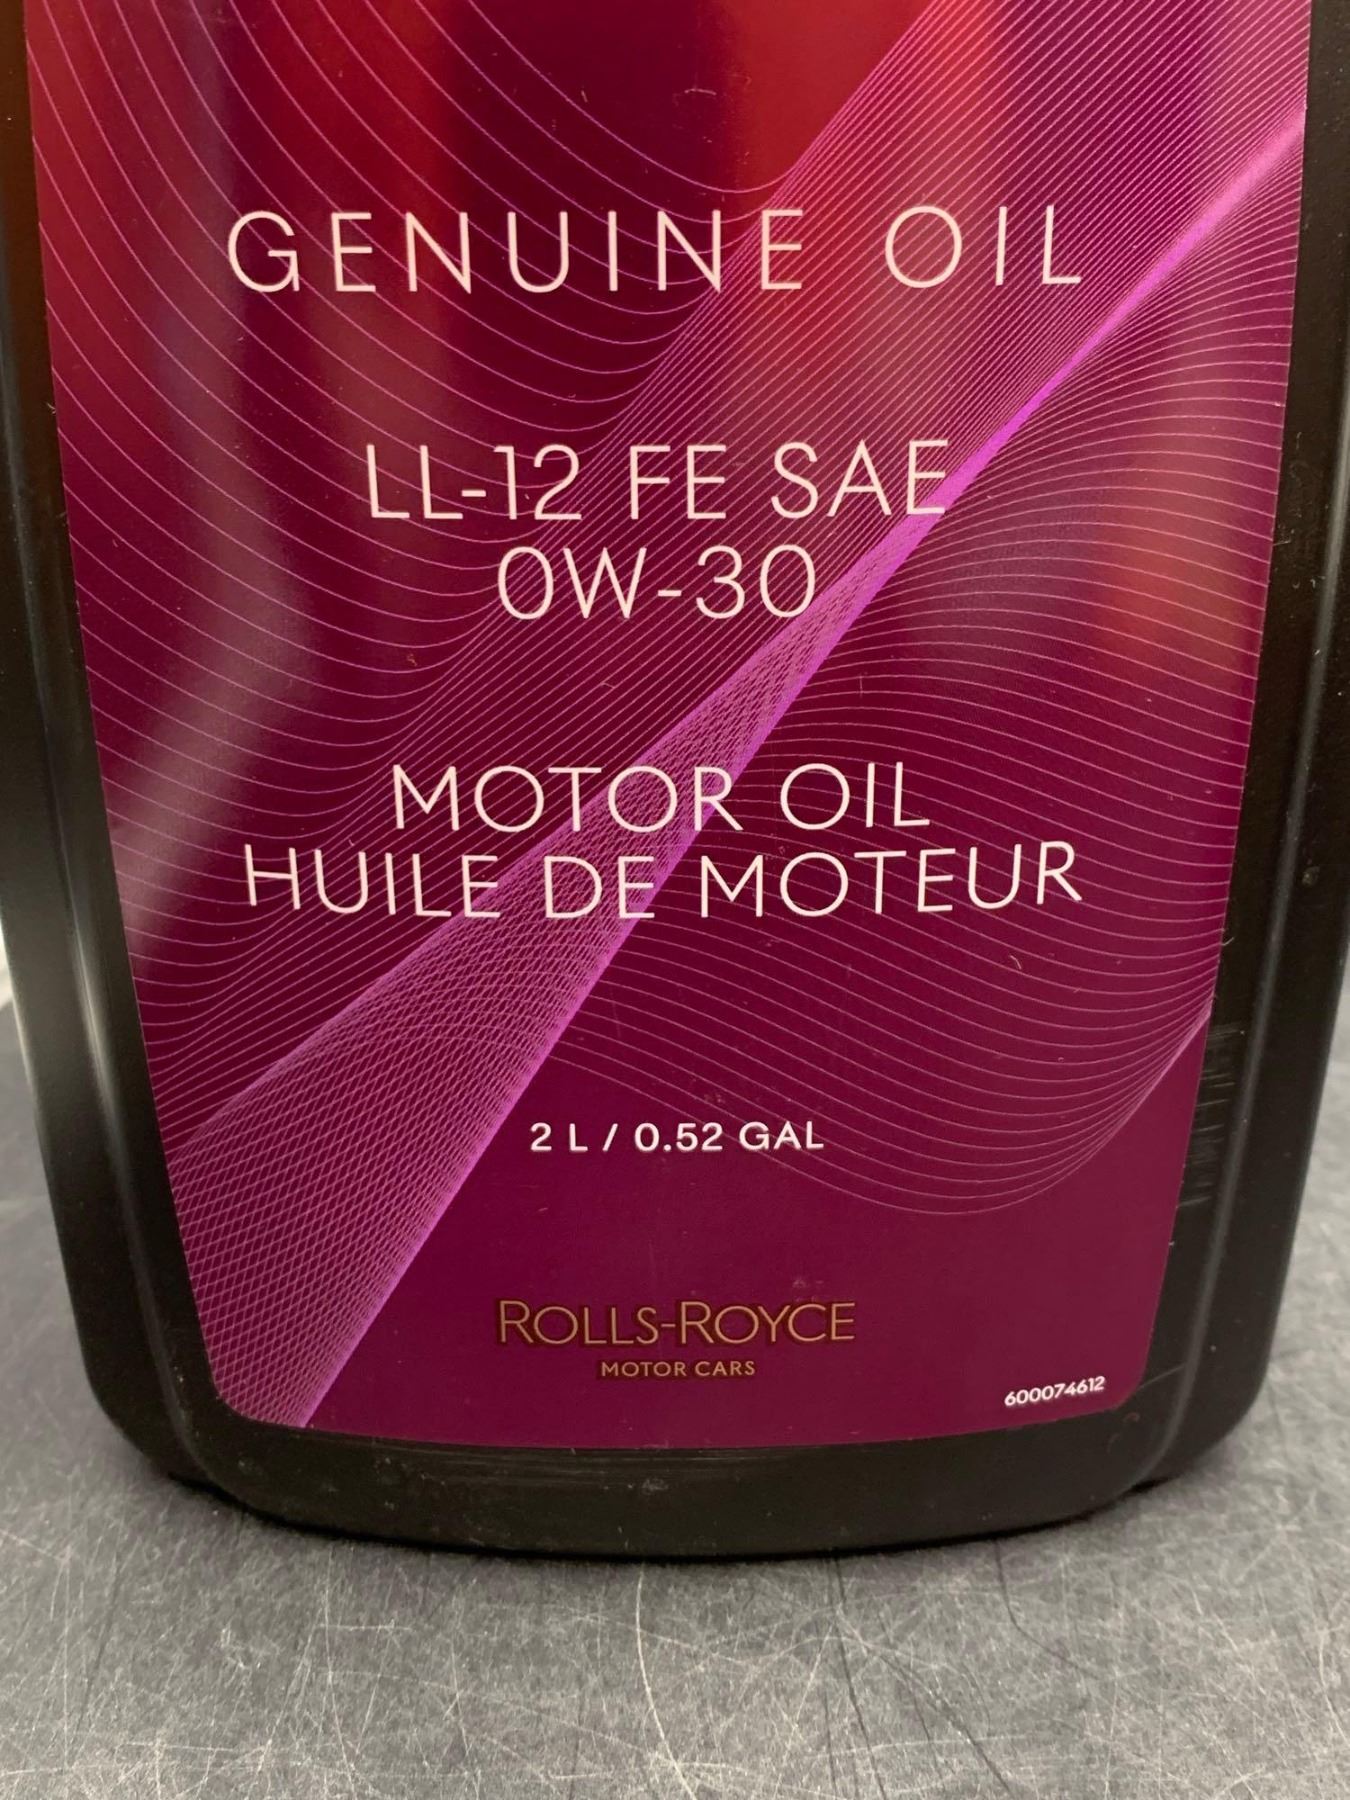 GENUINE OIL
LL-12 FE SAE
0W-30
MOTOR OIL
HUILE DE MOTEUR
2 L / 0.52 GAL
ROLLS-ROYCE
MOTOR CARS
600074612